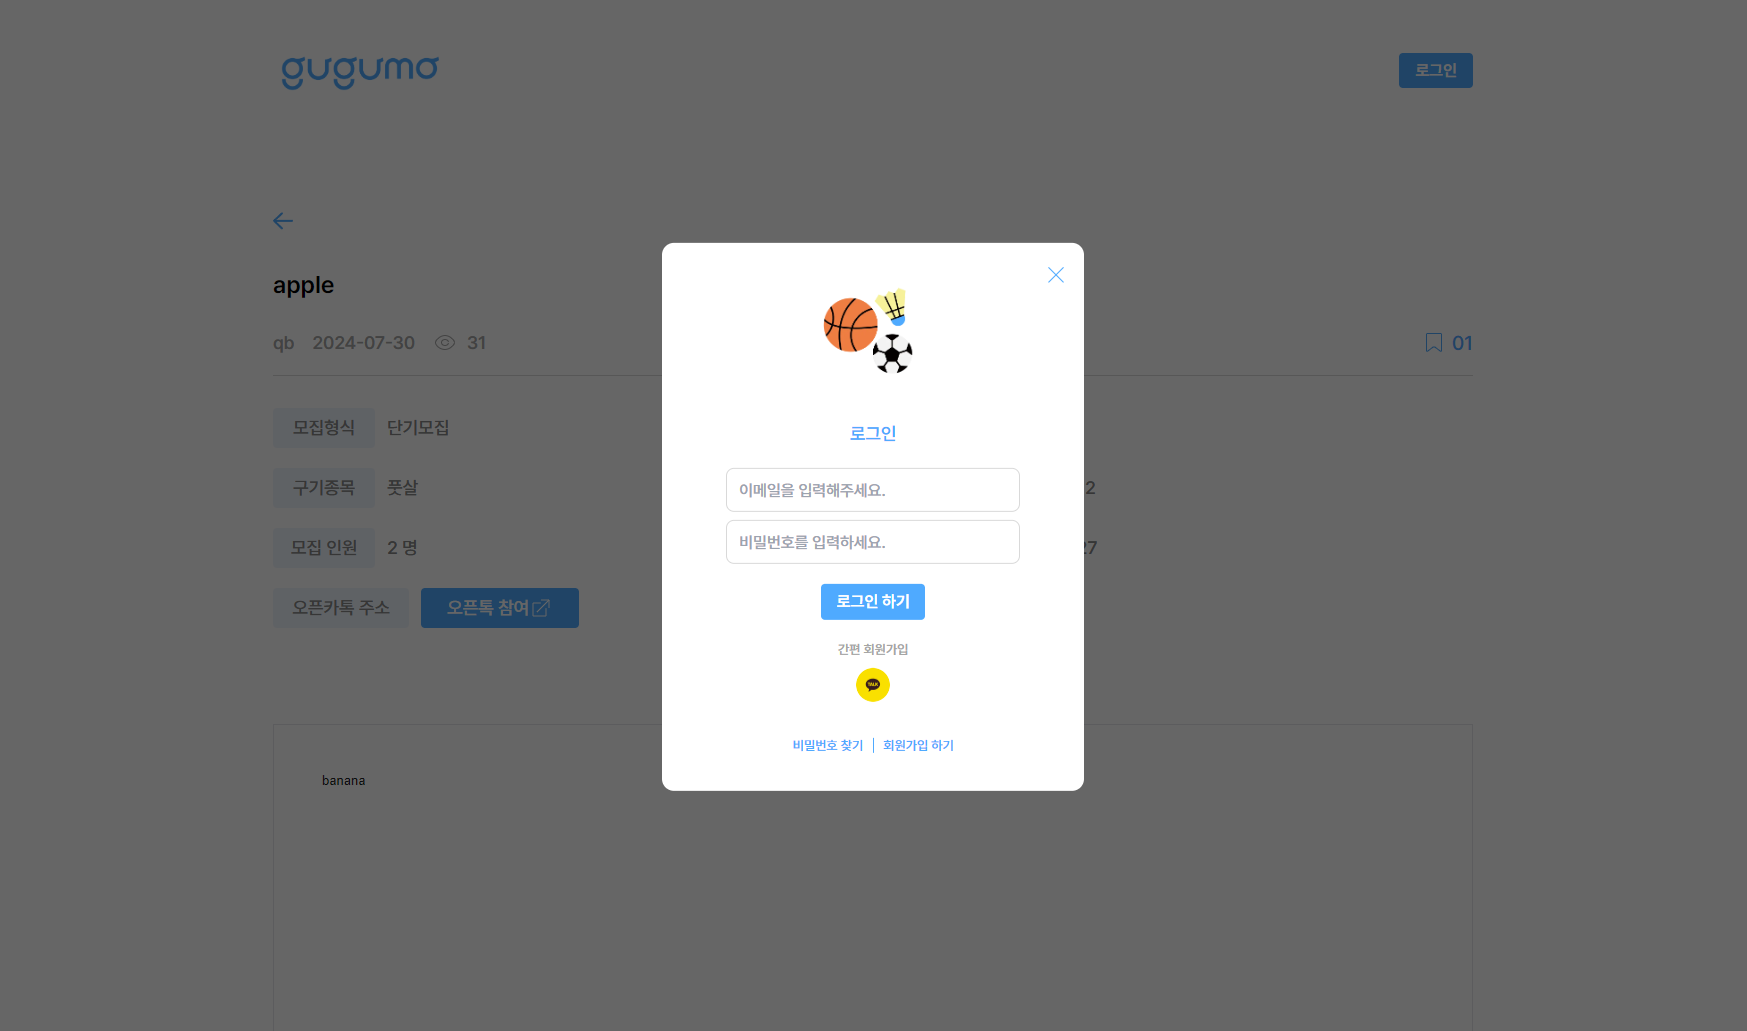 gugumo
로그인
apple
qb 2024-07-30 31
01
모집형식 단기모집
구기종목 풋살
2
모집 인원 2 명
27
오픈카톡 주소 오픈톡 참여
banana
로그인
이메일을 입력해주세요.
비밀번호를 입력하세요.
로그인 하기
간편 회원가입
TALK
비밀번호 찾기 | 회원가입 하기